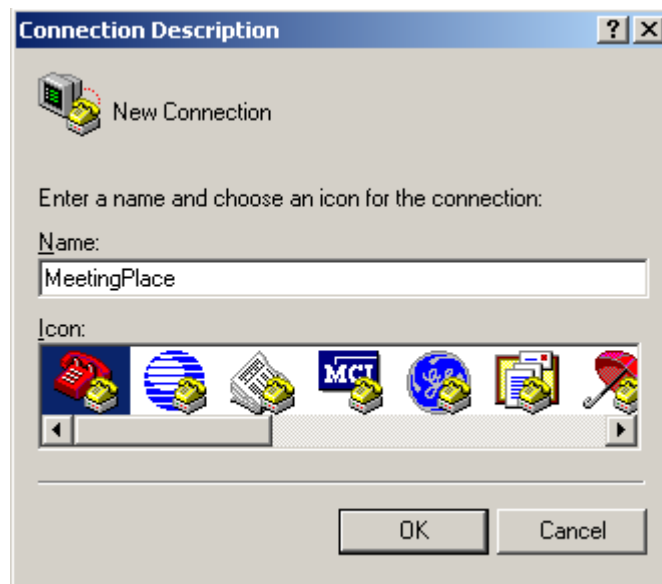 Connection Description
New Connection
Enter a name and choose an icon for the connection:
Name:
MeetingPlace
Icon:
MCI
OK Cancel